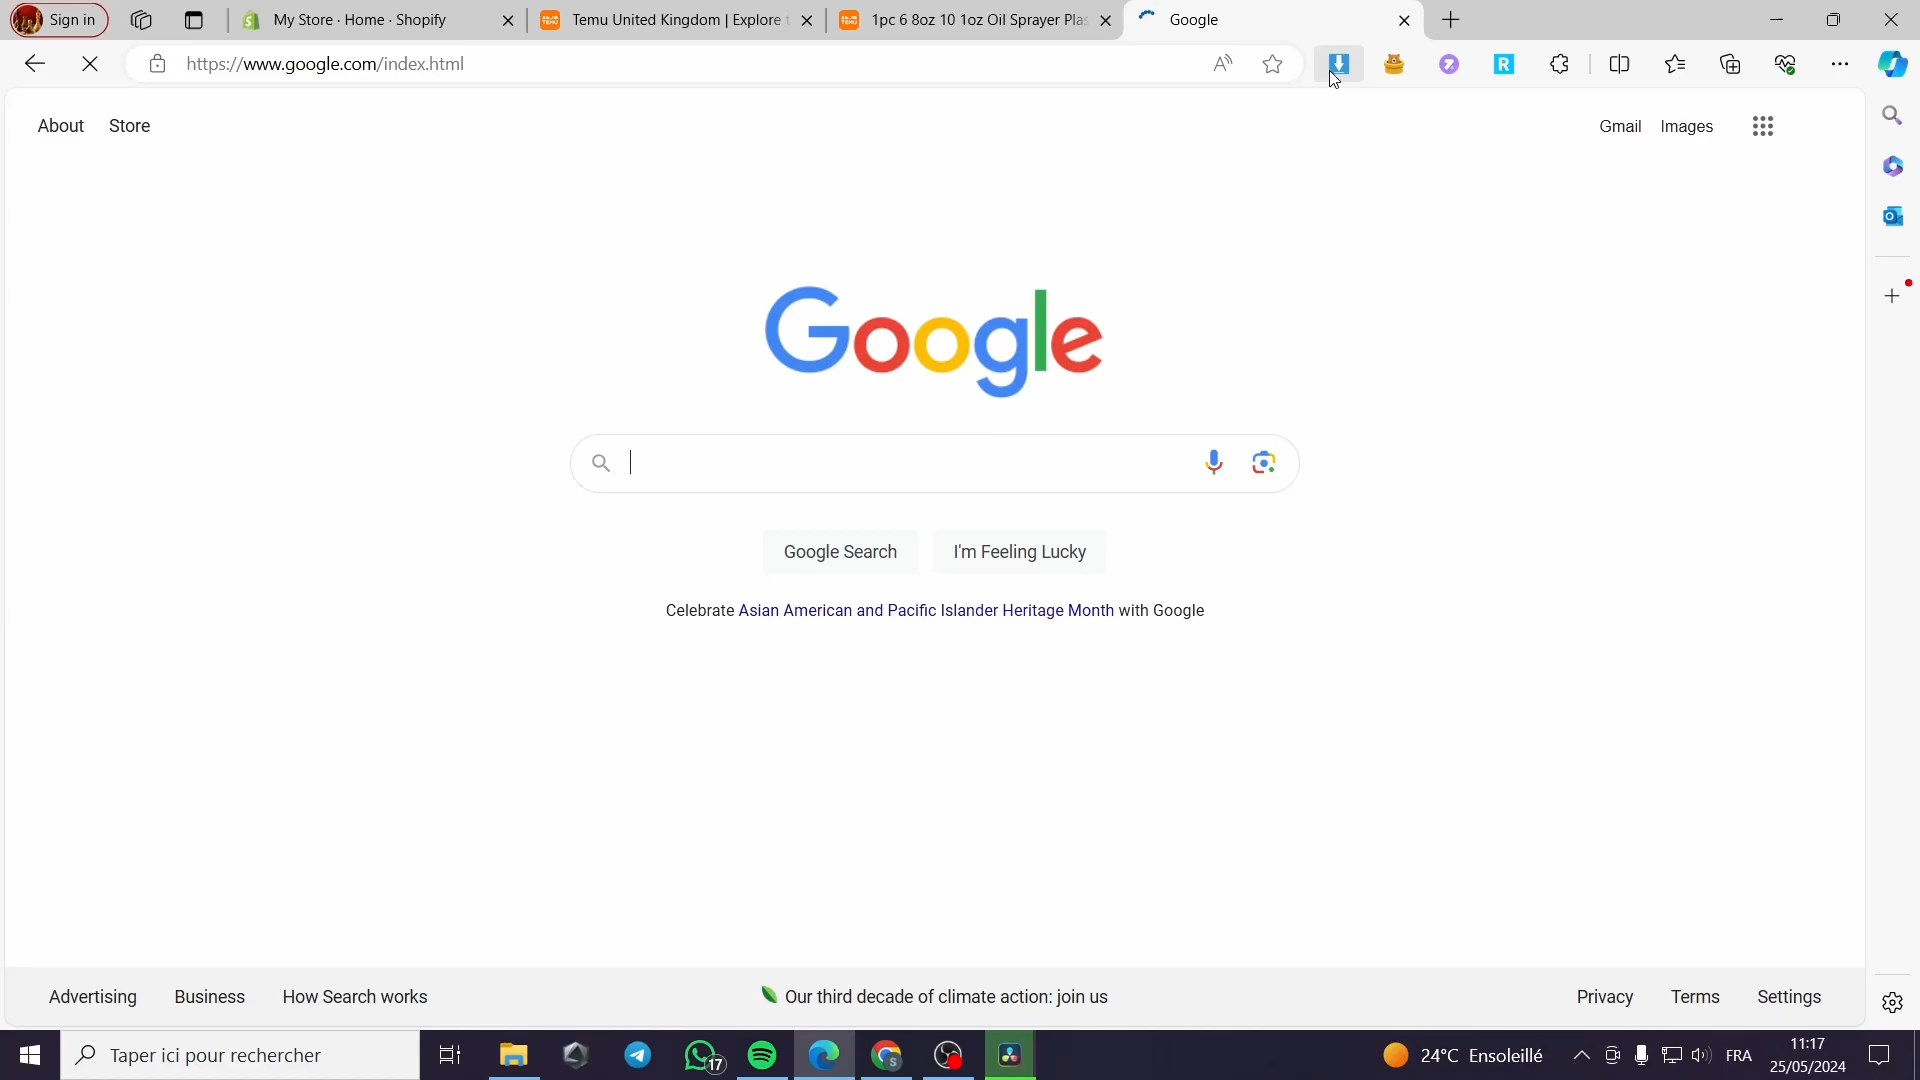 Sign in
My Store · Home · Shopify
Temu United Kingdom | Explore
1pc 6 8oz 10 1oz Oil Sprayer Plas
Google
https://www.google.com/index.html
About Store
Gmail Images
Google
Google Search
I'm Feeling Lucky
Celebrate Asian American and Pacific Islander Heritage Month with Google
Advertising Business How Search works
Our third decade of climate action: join us
Privacy Terms Settings
Taper ici pour rechercher
17
24°C Ensoleillé
FRA
11:17
25/05/2024